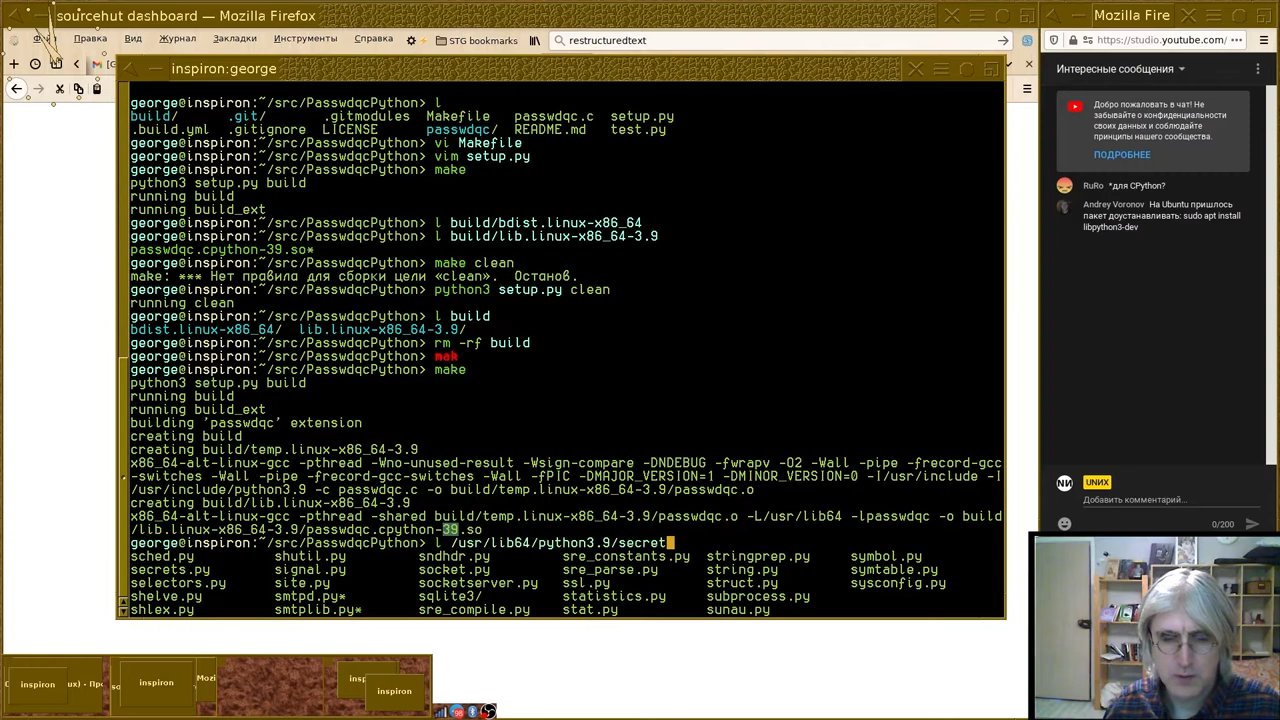 sourcehut dashboard — Mozilla Firefox
Mozilla Fire
Правка Вид Журнал Закладки Инструменты Справка
STG bookmarks
restructuredtext
https://studio.youtube.com/
inspiron:george
george@inspiron:~/src/PasswdqcPython> l
build/ .git/ .gitmodules Makefile passwdqc.c setup.py
.build.yml .gitignore LICENSE passwdqc/ README.md test.py
george@inspiron:~/src/PasswdqcPython> vi Makefile
george@inspiron:~/src/PasswdqcPython> vim setup.py
george@inspiron:~/src/PasswdqcPython> make
python3 setup.py build
running build
running build_ext
george@inspiron:~/src/PasswdqcPython> l build/bdist.linux-x86_64
george@inspiron:~/src/PasswdqcPython> l build/lib.linux-x86_64-3.9
passwdqc.cpython-39.so*
george@inspiron:~/src/PasswdqcPython> make clean
make: *** Нет правила для сборки цели «clean». Останов.
george@inspiron:~/src/PasswdqcPython> python3 setup.py clean
running clean
george@inspiron:~/src/PasswdqcPython> l build
bdist.linux-x86_64/ lib.linux-x86_64-3.9/
george@inspiron:~/src/PasswdqcPython> rm -rf build
george@inspiron:~/src/PasswdqcPython> mak
george@inspiron:~/src/PasswdqcPython> make
python3 setup.py build
running build
running build_ext
building 'passwdqc' extension
creating build
creating build/temp.linux-x86_64-3.9
x86_64-alt-linux-gcc -pthread -Wno-unused-result -Wsign-compare -DNDEBUG -fwrapv -O2 -Wall -pipe -frecord-gcc
-switches -Wall -pipe -frecord-gcc-switches -Wall -fPIC -DMAJOR_VERSION=1 -DMINOR_VERSION=0 -I/usr/include -I
/usr/include/python3.9 -c passwdqc.c -o build/temp.linux-x86_64-3.9/passwdqc.o
creating build/lib.linux-x86_64-3.9
x86_64-alt-linux-gcc -pthread -shared build/temp.linux-x86_64-3.9/passwdqc.o -L/usr/lib64 -lpasswdqc -o build
/lib.linux-x86_64-3.9/passwdqc.cpython-39.so
george@inspiron:~/src/PasswdqcPython> l /usr/lib64/python3.9/secret
sched.py shutil.py sndhdr.py sre_constants.py stringprep.py symbol.py
secrets.py signal.py socket.py sre_parse.py string.py symtable.py
selectors.py site.py socketserver.py ssl.py struct.py sysconfig.py
shelve.py smtpd.py* sqlite3/ statistics.py subprocess.py
shlex.py smtplib.py* sre_compile.py stat.py sunau.py
Интересные сообщения
Добро пожаловать в чат! Не
забывайте о конфиденциальности
своих данных и соблюдайте
принципы нашего сообщества.
ПОДРОБНЕЕ
RuRo *для CPython?
Andrey Voronov На Ubuntu пришлось
пакет доустанавливать: sudo apt install
libpython3-dev
NИ UNIX
Добавить комментарий...
0/200
inspiron
inspiron
Mozi
insp
inspiron
98